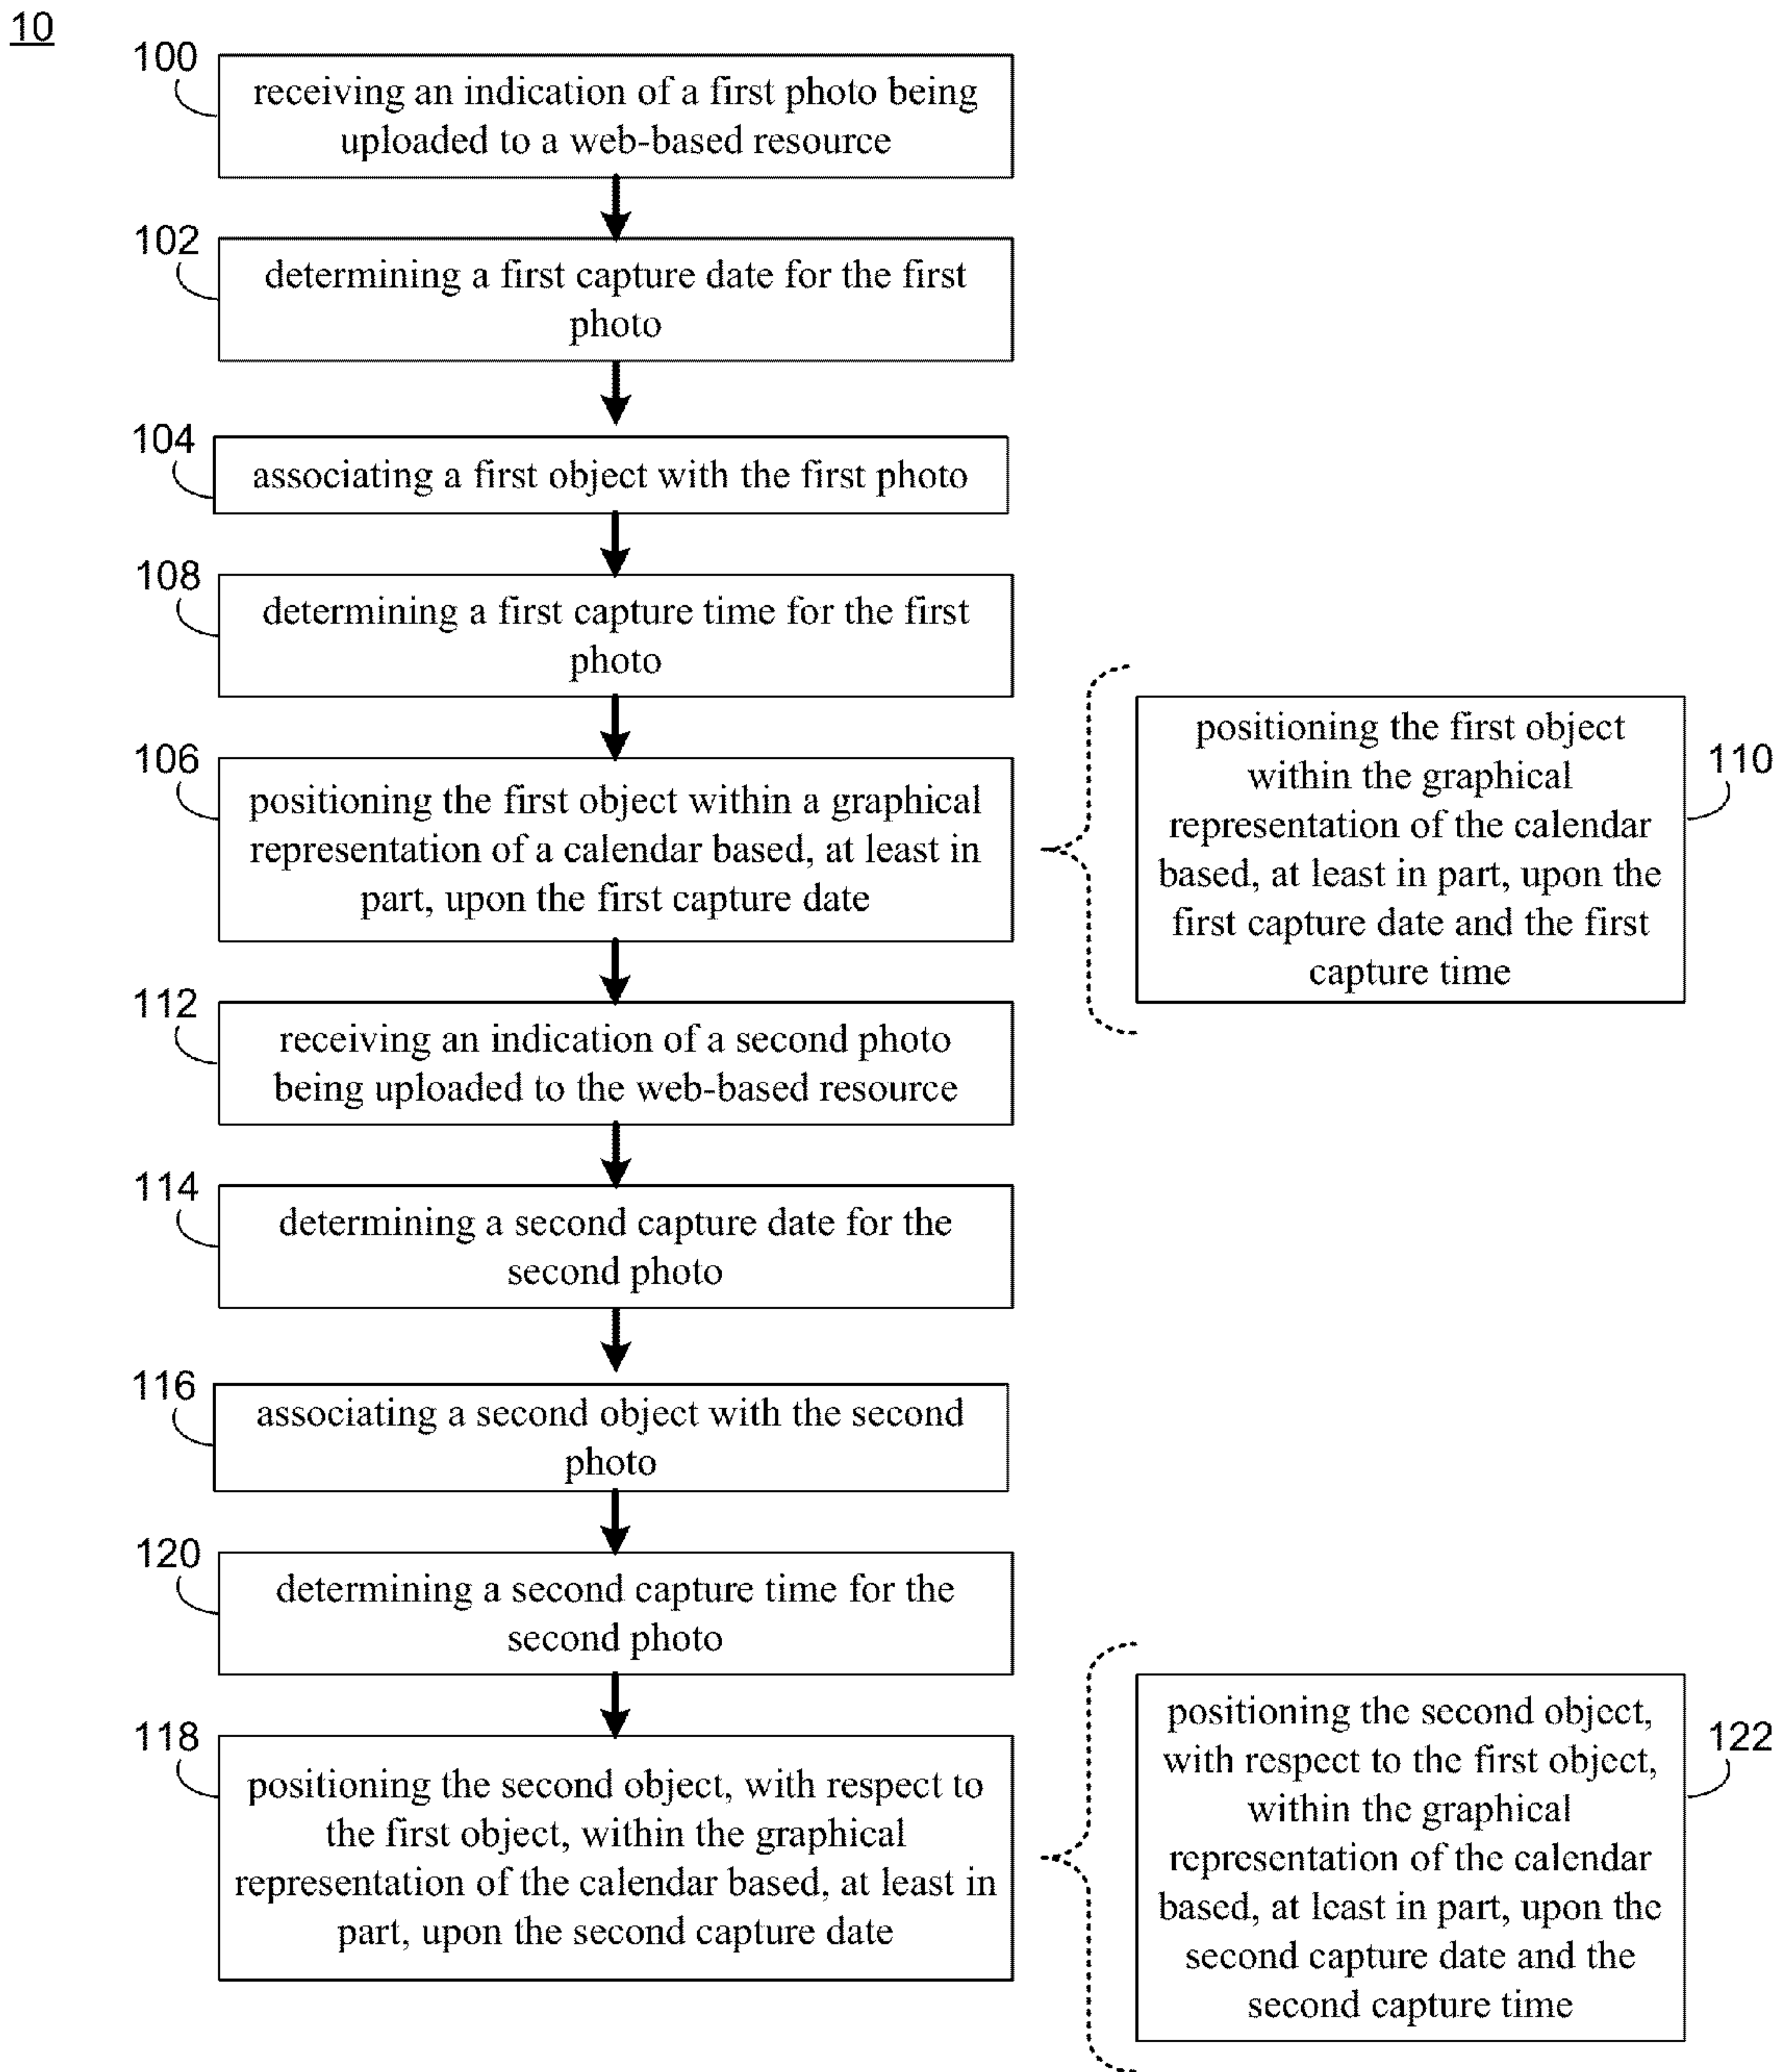 10
100
receiving an indication of a first photo being
uploaded to a web-based resource
102
determining a first capture date for the first
photo
104
associating a first object with the first photo
108
determining a first capture time for the first
photo
106
positioning the first object within a graphical
representation of a calendar based, at least in
part, upon the first capture date
110
positioning the first object
within the graphical
representation of the calendar
based, at least in part, upon the
first capture date and the first
capture time
112
receiving an indication of a second photo
being uploaded to the web-based resource
114
determining a second capture date for the
second photo
116
associating a second object with the second
photo
120
determining a second capture time for the
second photo
118
positioning the second object, with respect to
the first object, within the graphical
representation of the calendar based, at least in
part, upon the second capture date
122
positioning the second object,
with respect to the first object,
within the graphical
representation of the calendar
based, at least in part, upon the
second capture date and the
second capture time